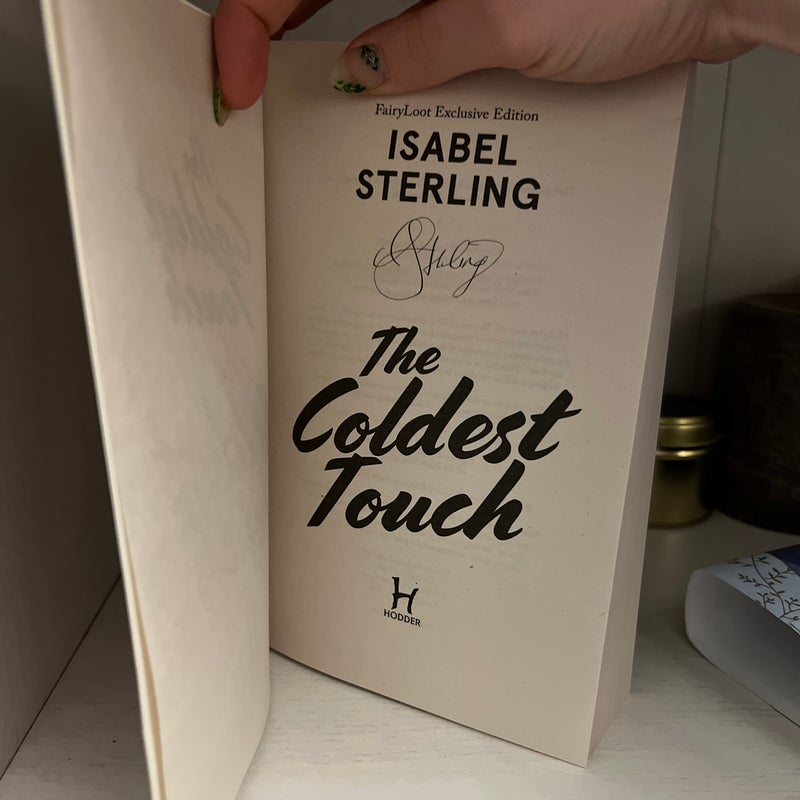 FairyLoot Exclusive Edition
ISABEL
STERLING
The
Coldest
Touch
H
HODDER